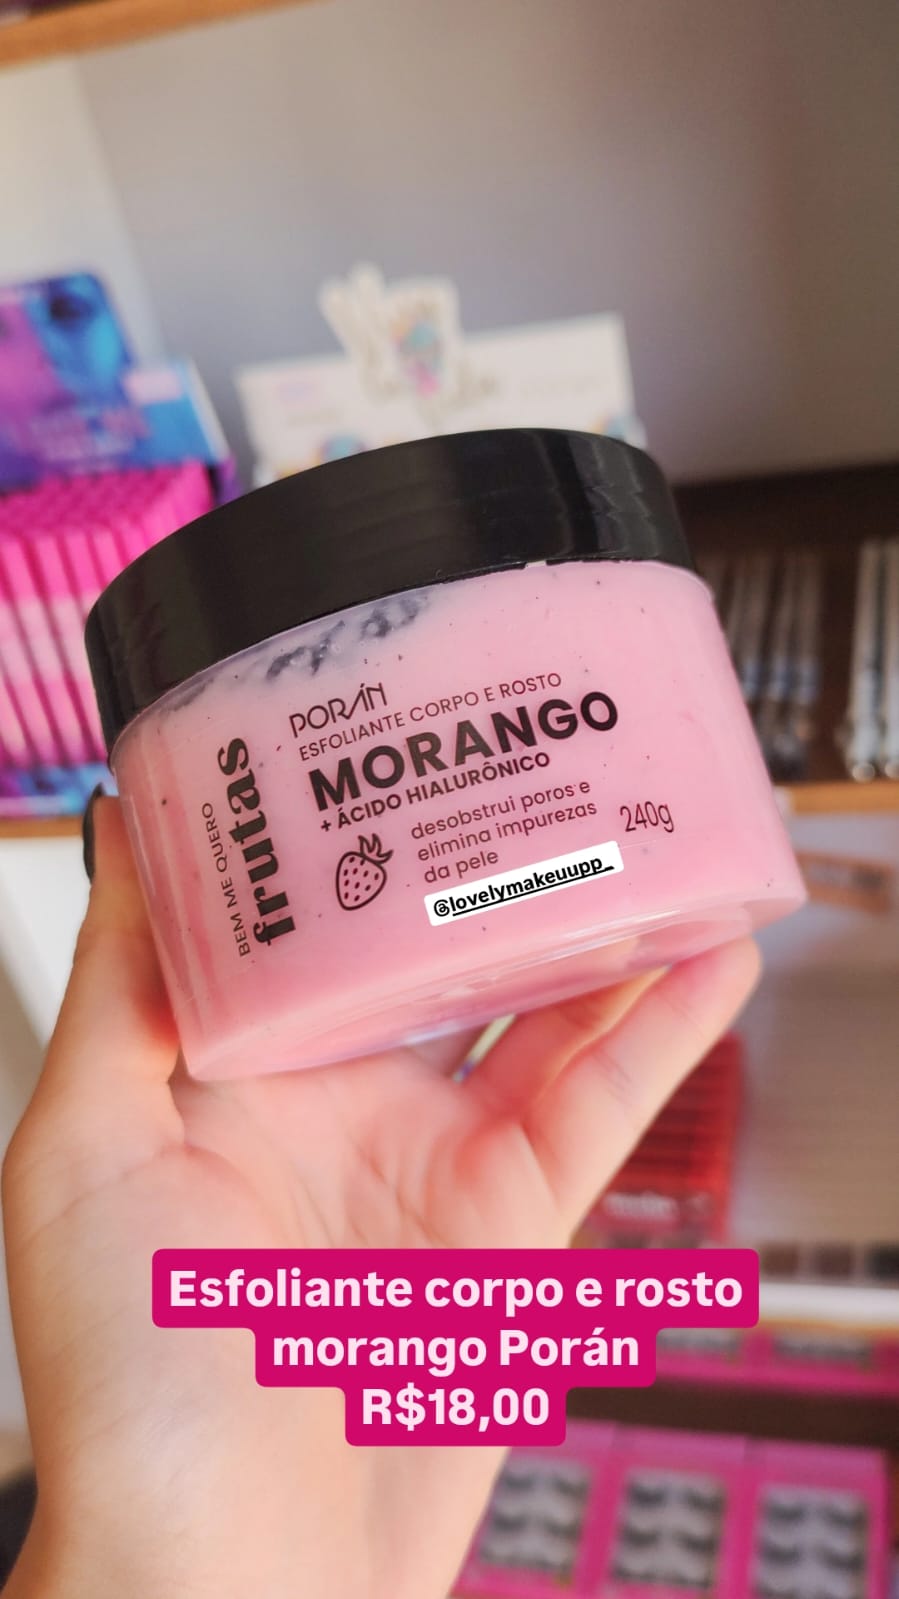 PORÁN
ESFOLIANTE CORPO E ROSTO
MORANGO
+ ÁCIDO HIALURÔNICO
BEM ME QUERO
frutas
desobstrui poros e
elimina impurezas
da pele
240g
@lovelymakeuupp_
Esfoliante corpo e rosto
morango Porán
R$18,00